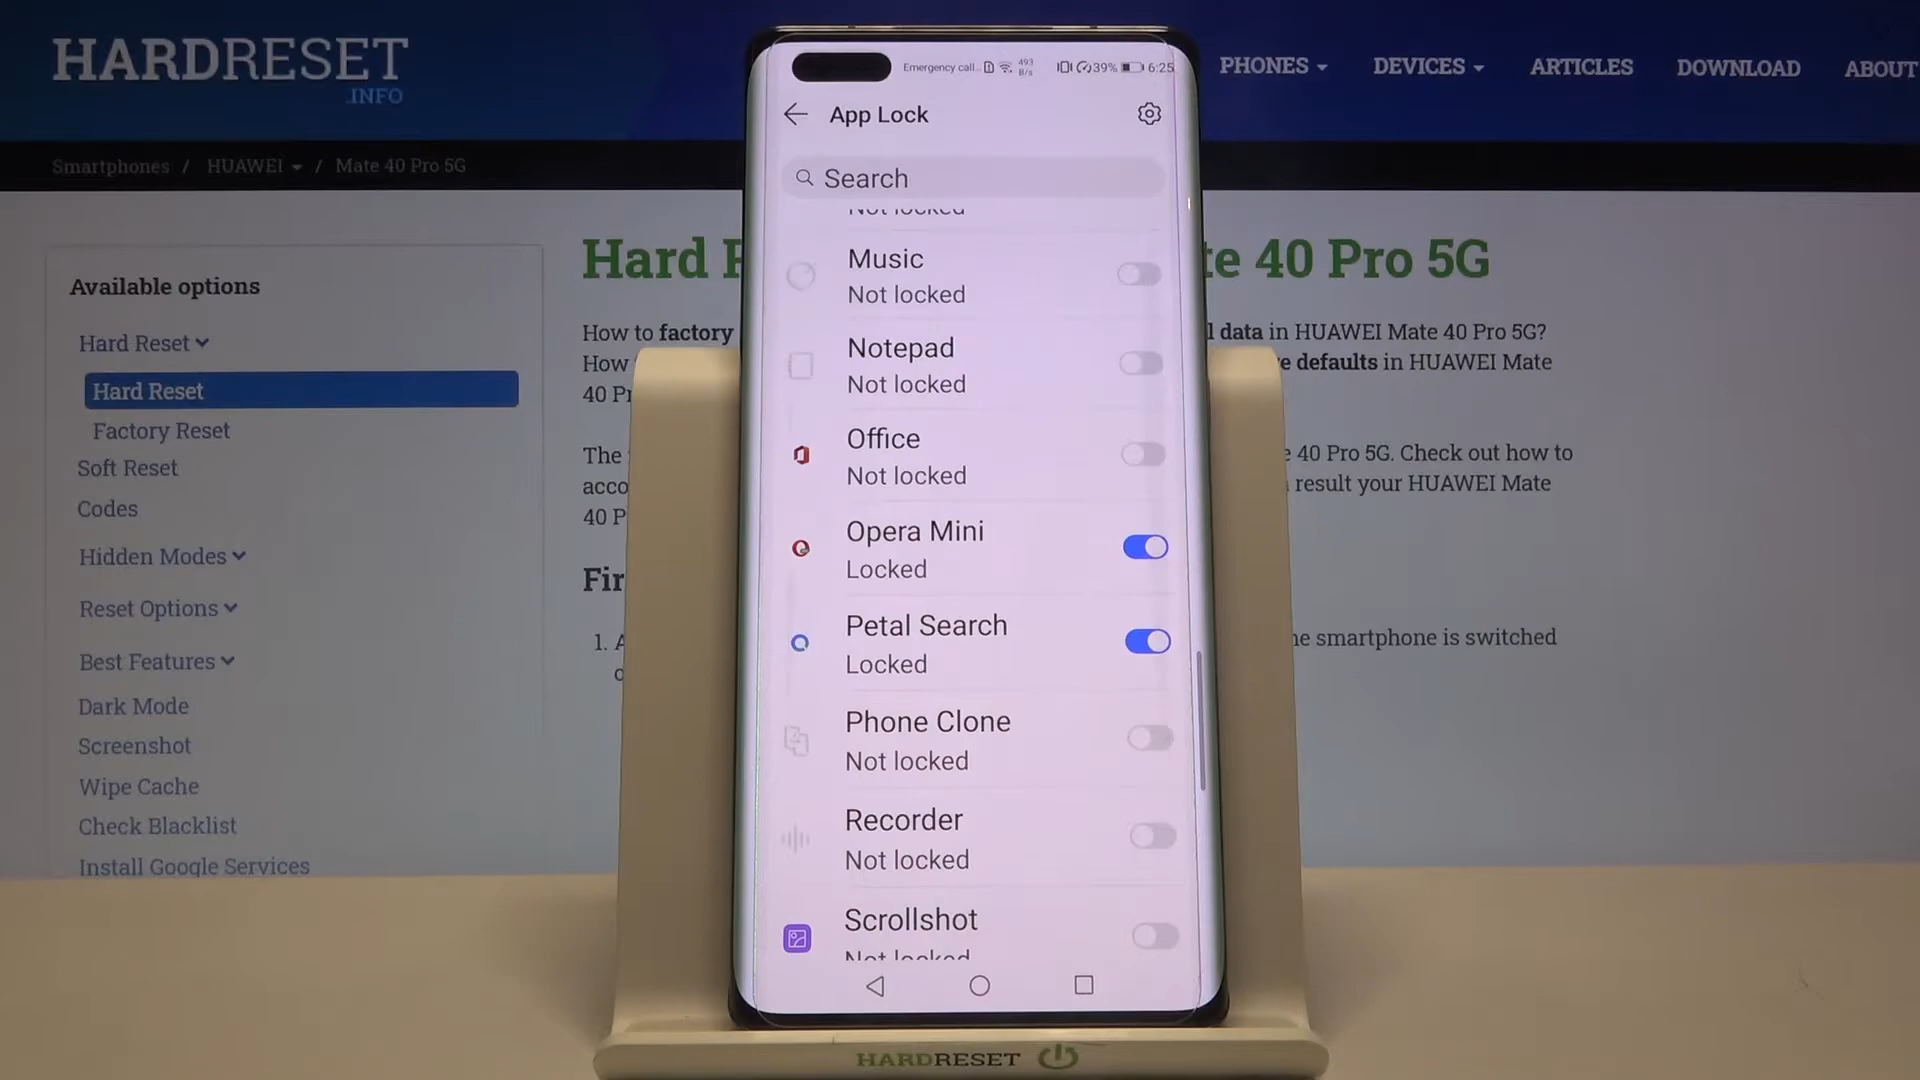 HARDRESET
.INFO
PHONES
DEVICES
ARTICLES
DOWNLOAD
ABOUT
Smartphones / HUAWEI / Mate 40 Pro 5G
Available options
Hard Reset
Hard Reset
Factory Reset
Soft Reset
Codes
Hidden Modes
Reset Options
Best Features
Dark Mode
Screenshot
Wipe Cache
Check Blacklist
Install Google Services
Hard
te 40 Pro 5G
How to factory
l data in HUAWEI Mate 40 Pro 5G?
How
e defaults in HUAWEI Mate
40 Pr
The
e 40 Pro 5G. Check out how to
acco
result your HUAWEI Mate
40 P
Fir
1. A
he smartphone is switched
Emergency call... 493 B/s 39% 6:25
App Lock
Search
Not locked
Music
Not locked
Notepad
Not locked
Office
Not locked
Opera Mini
Locked
Petal Search
Locked
Phone Clone
Not locked
Recorder
Not locked
Scrollshot
Not locked
HARDRESET